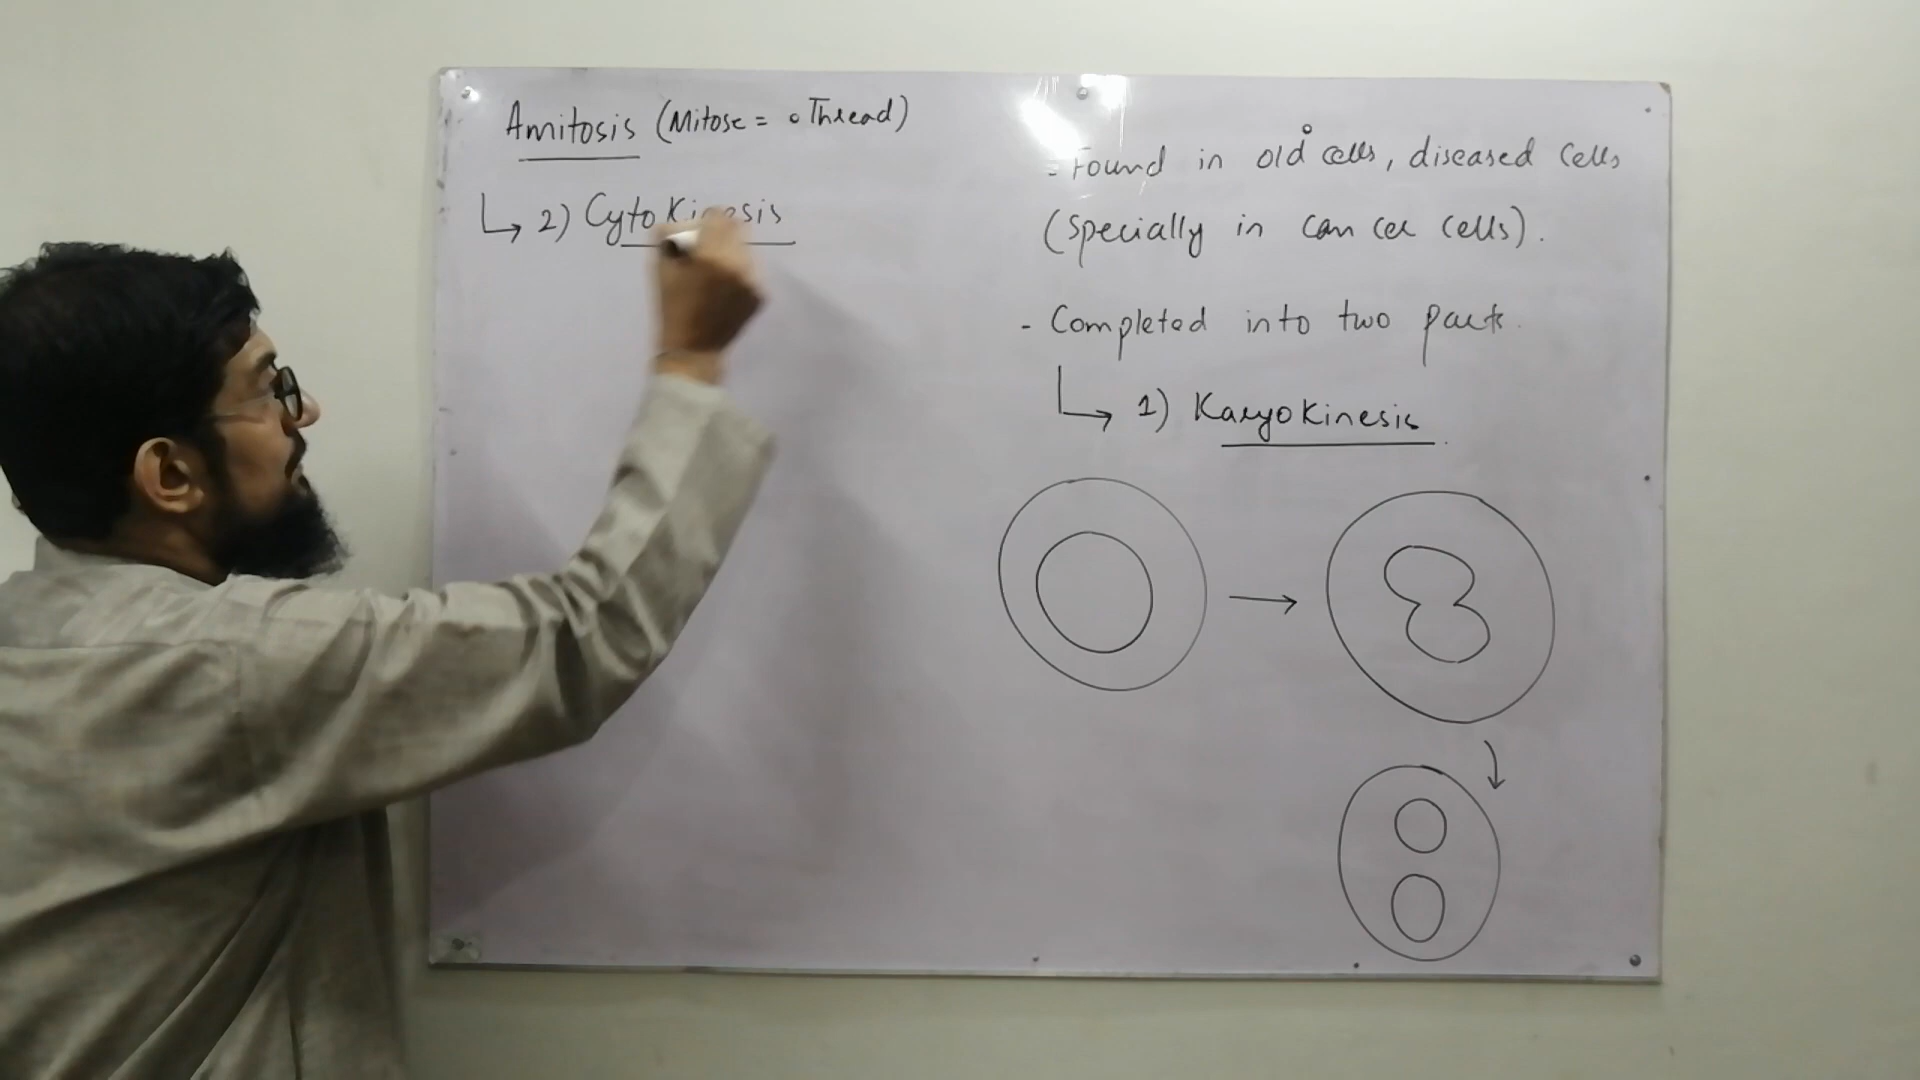 Amitosis (Mitose = Thread)
2) Cytokinesis
- Found in old cells, diseased cells
(specially in cancer cells).
- Completed into two parts.
1) Karyokinesis